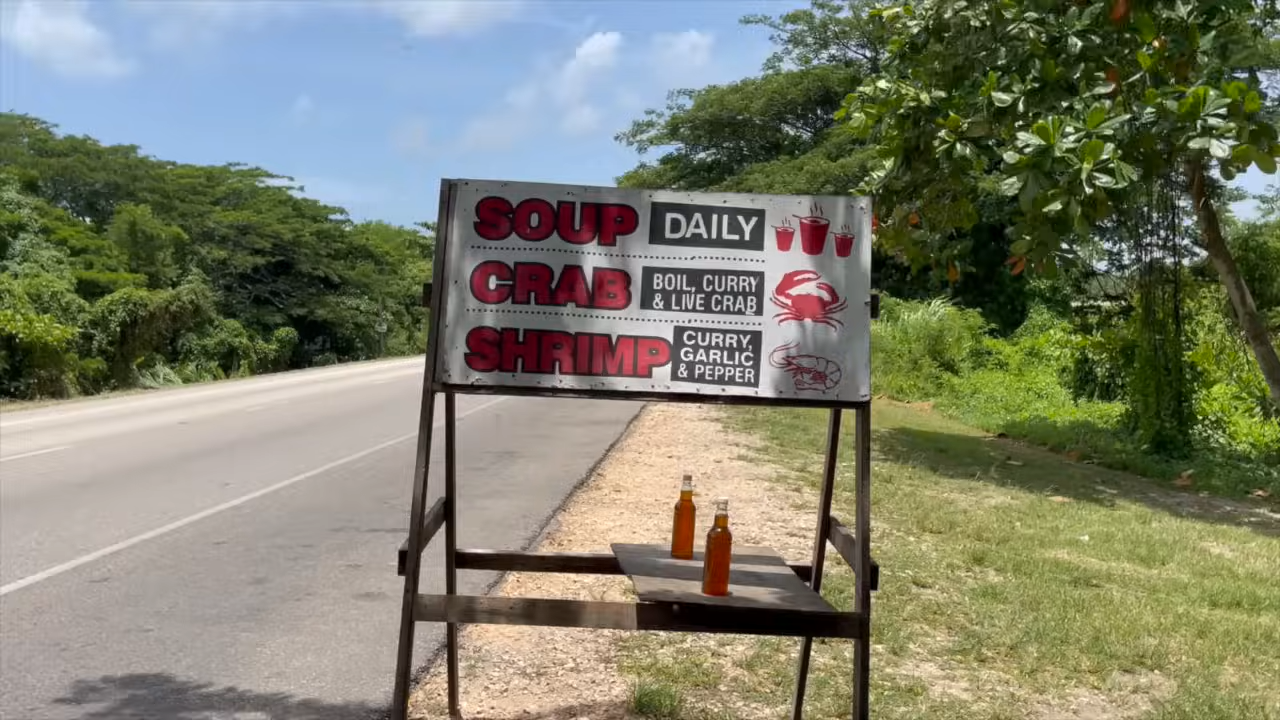 SOUP DAILY
CRAB BOIL, CURRY
& LIVE CRAB
SHRIMP CURRY,
GARLIC
& PEPPER